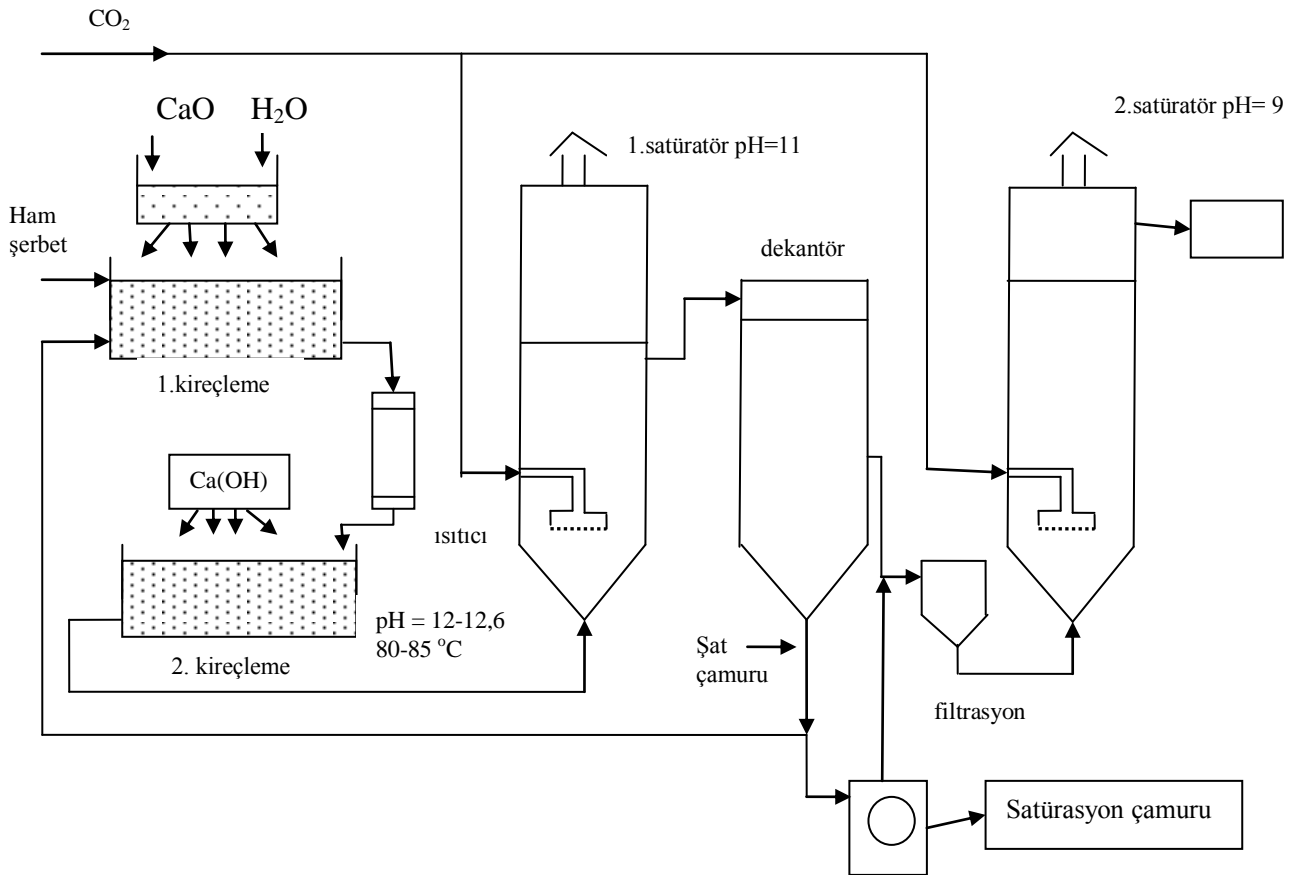 CO₂
CaO H₂O
Ham
şerbet
1.kireçleme
Ca(OH)
ısıtıcı
pH = 12-12,6
80-85 °C
2. kireçleme
1.satüratör pH=11
dekantör
Şat
çamuru
2.satüratör pH= 9
filtrasyon
Satürasyon çamuru